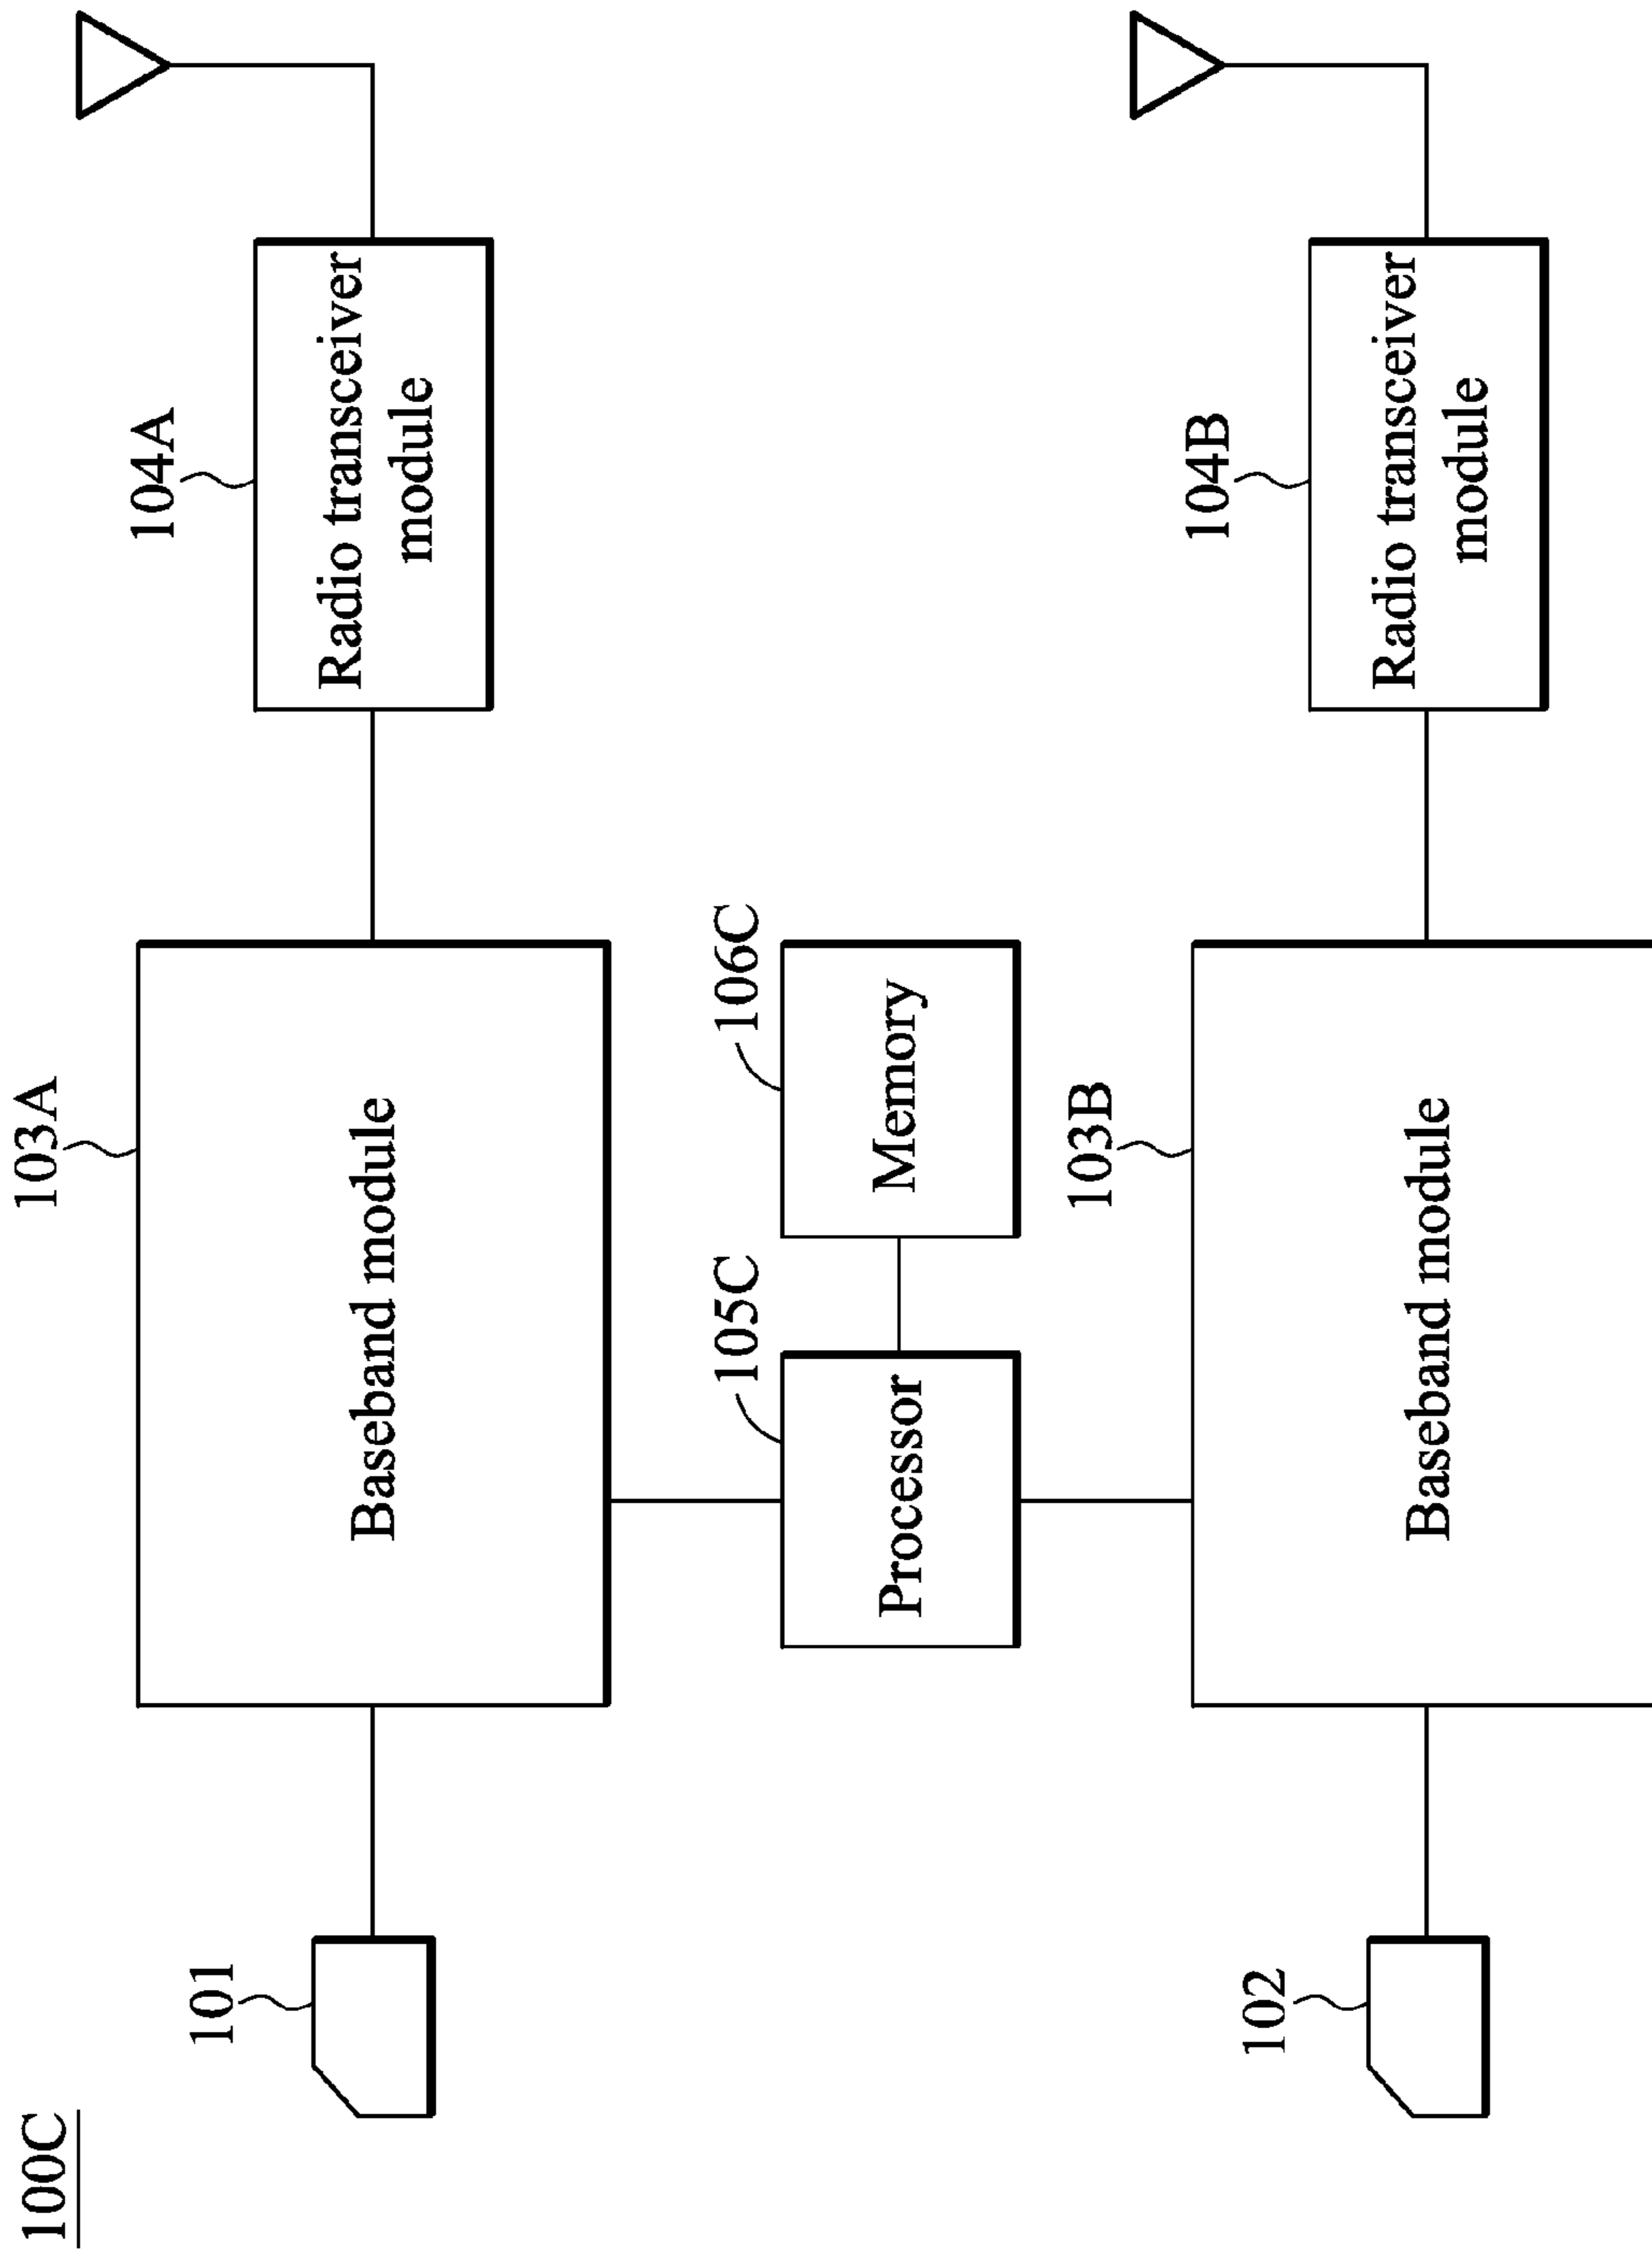 100C
101
103A
Baseband module
104A
Radio transceiver
module
105C
Processor
106C
Memory
102
103B
Baseband module
104B
Radio transceiver
module